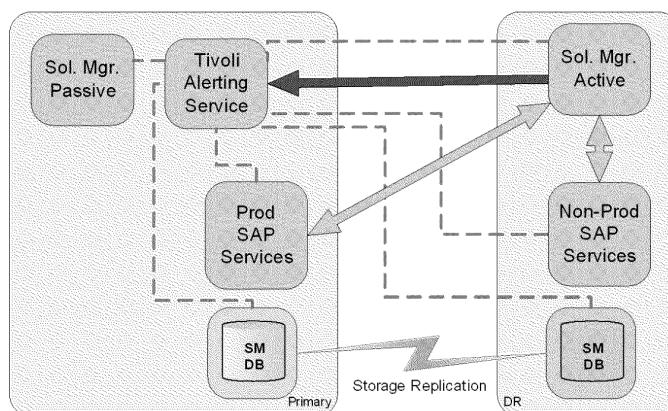 Sol. Mgr.
Passive
Tivoli
Alerting
Service
Sol. Mgr.
Active
Prod
SAP
Services
Non-Prod
SAP
Services
SM
DB
SM
DB
Storage Replication
Primary
DR